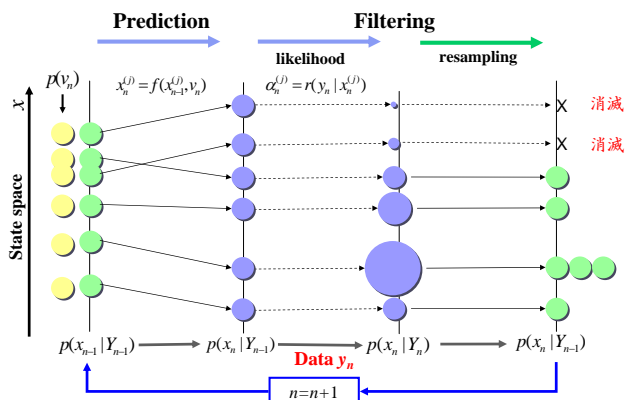 Prediction
Filtering
likelihood
resampling
p(v_n)
x_n^{(j)} = f(x_{n-1}^{(j)}, v_n)
α_n^{(j)} = r(y_n | x_n^{(j)})
x
State space
X 消滅
X 消滅
p(x_{n-1} | Y_{n-1})
p(x_n | Y_{n-1})
p(x_n | Y_n)
p(x_n | Y_{n-1})
Data y_n
n=n+1